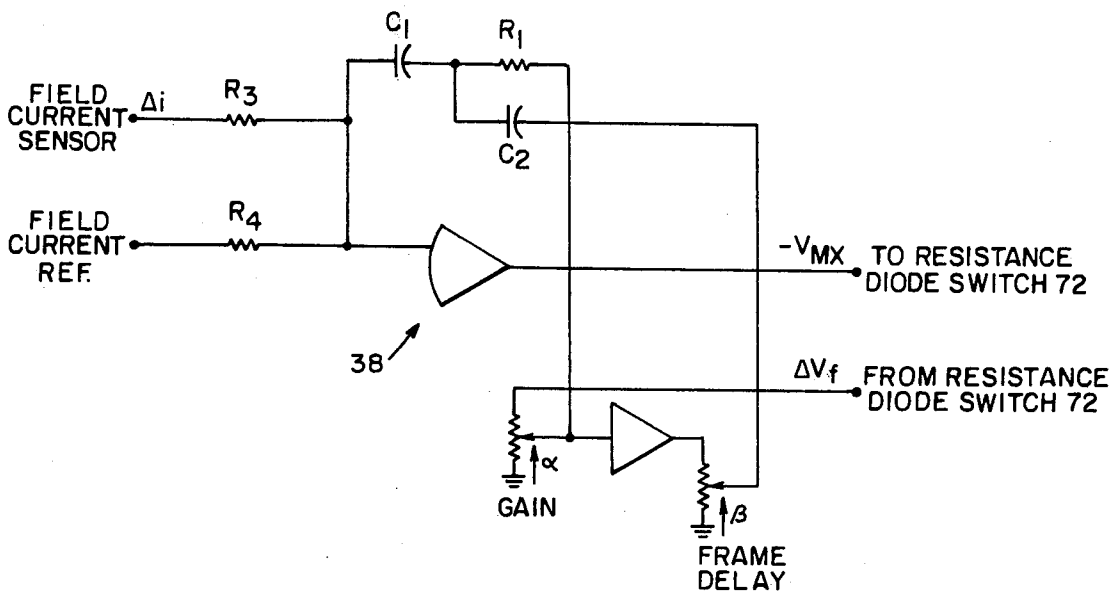 C1
R1
FIELD
CURRENT
SENSOR
Δi
R3
C2
FIELD
CURRENT
REF.
R4
-VMX
TO RESISTANCE
DIODE SWITCH 72
38
ΔVf
FROM RESISTANCE
DIODE SWITCH 72
α
GAIN
β
FRAME
DELAY